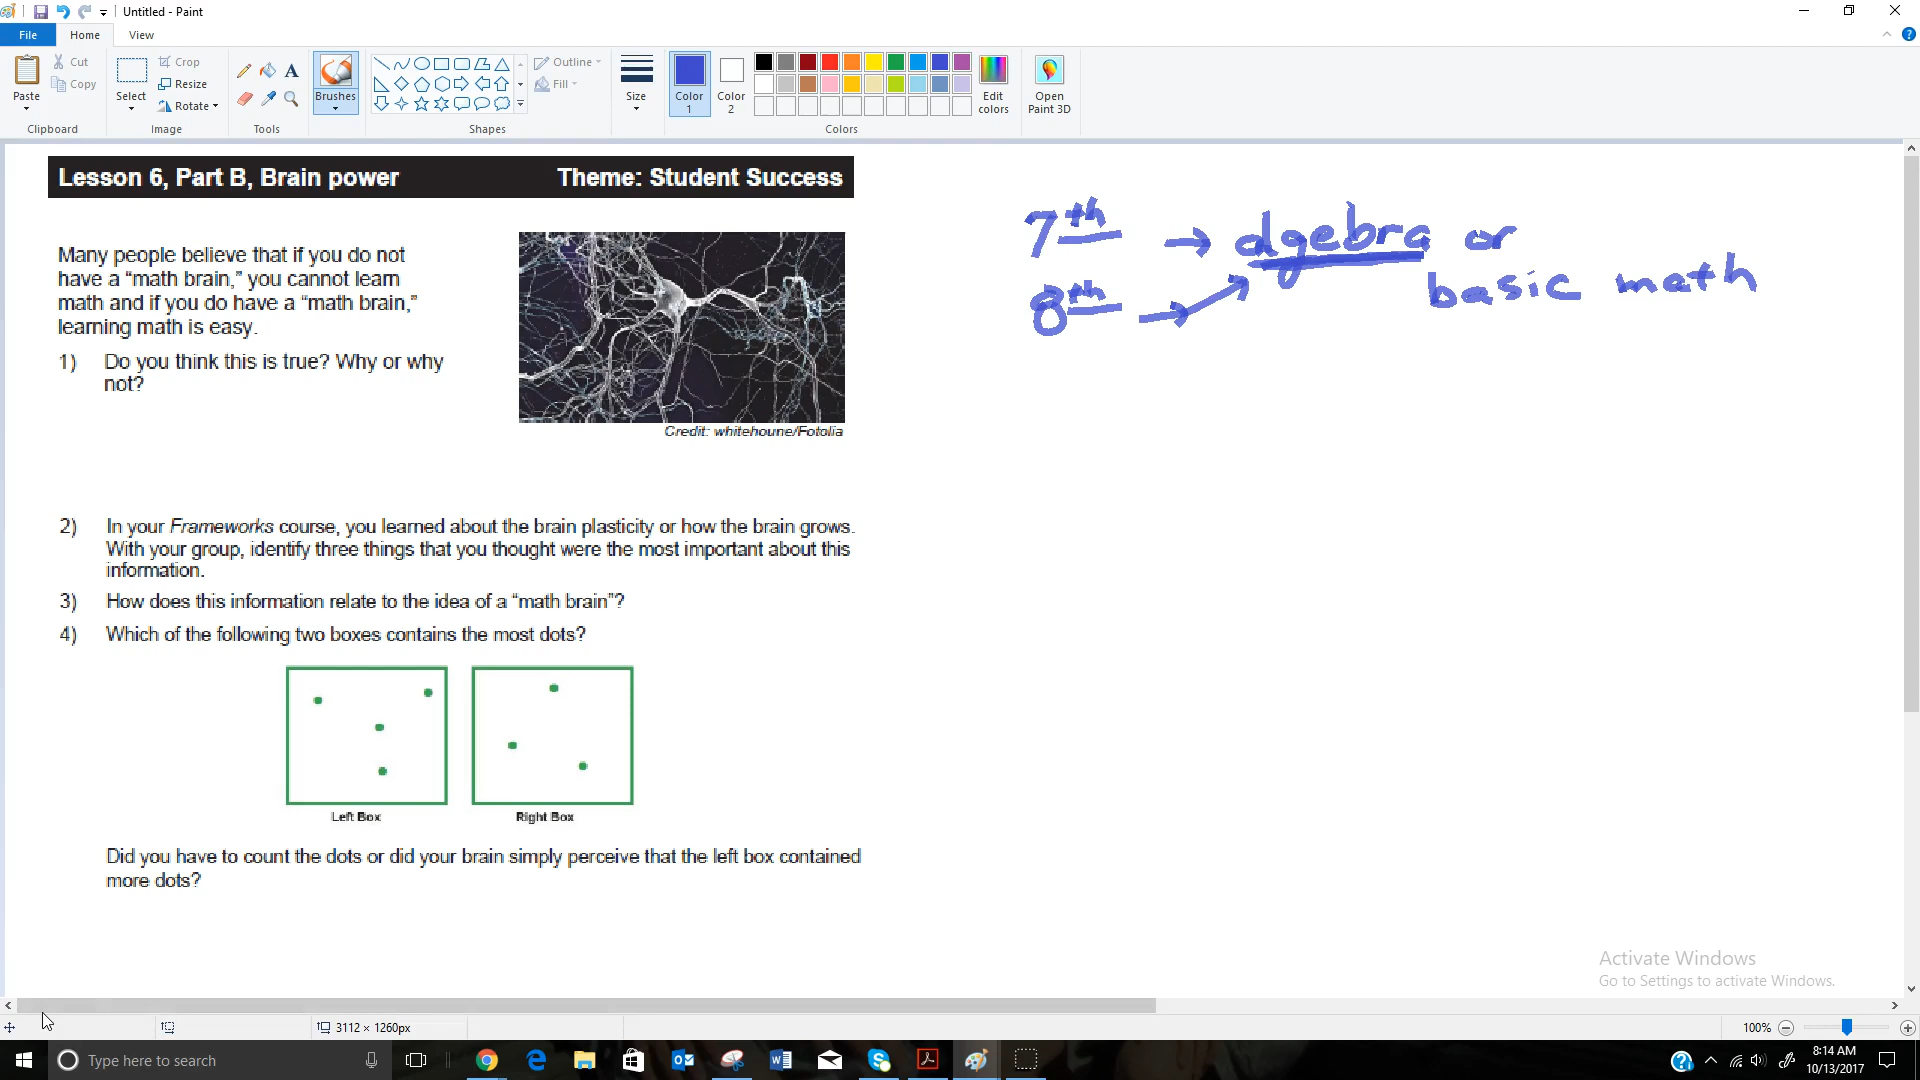 Untitled - Paint
File Home View
Paste
Cut
Copy
Clipboard
Select
Crop
Resize
Rotate
Image
Tools
Brushes
Shapes
Outline
Fill
Size
Color 1
Color 2
Edit colors
Colors
Open Paint 3D
Lesson 6, Part B, Brain power Theme: Student Success
Many people believe that if you do not
have a “math brain,” you cannot learn
math and if you do have a “math brain,”
learning math is easy.
1) Do you think this is true? Why or why
not?
Credit: whitehoune/Fotolia
2) In your Frameworks course, you learned about the brain plasticity or how the brain grows.
With your group, identify three things that you thought were the most important about this
information.
3) How does this information relate to the idea of a “math brain”?
4) Which of the following two boxes contains the most dots?
Left Box Right Box
Did you have to count the dots or did your brain simply perceive that the left box contained
more dots?
7th → algebra or
basic math
8th →
Activate Windows
Go to Settings to activate Windows.
3112 × 1260px
100%
Type here to search
8:14 AM
10/13/2017